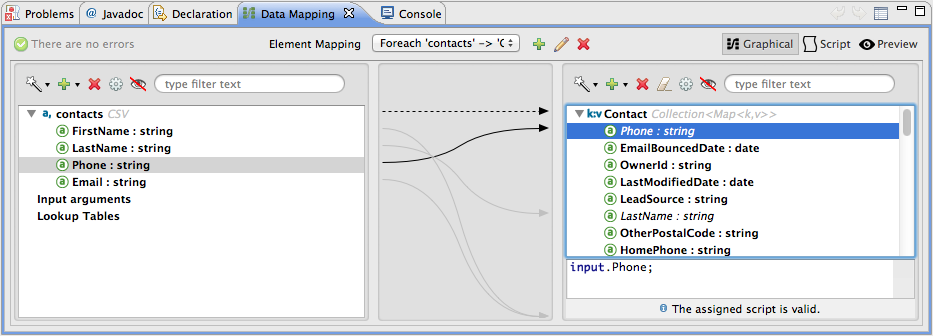 Problems @ Javadoc Declaration Data Mapping Console
There are no errors Element Mapping Foreach 'contacts' -> 'C Graphical Script Preview
type filter text
a, contacts CSV
a FirstName : string
a LastName : string
a Phone : string
a Email : string
Input arguments
Lookup Tables
type filter text
k:v Contact Collection<Map<k,v>>
a Phone : string
a EmailBouncedDate : date
a OwnerId : string
a LastModifiedDate : date
a LeadSource : string
a LastName : string
a OtherPostalCode : string
a HomePhone : string
input.Phone;
The assigned script is valid.